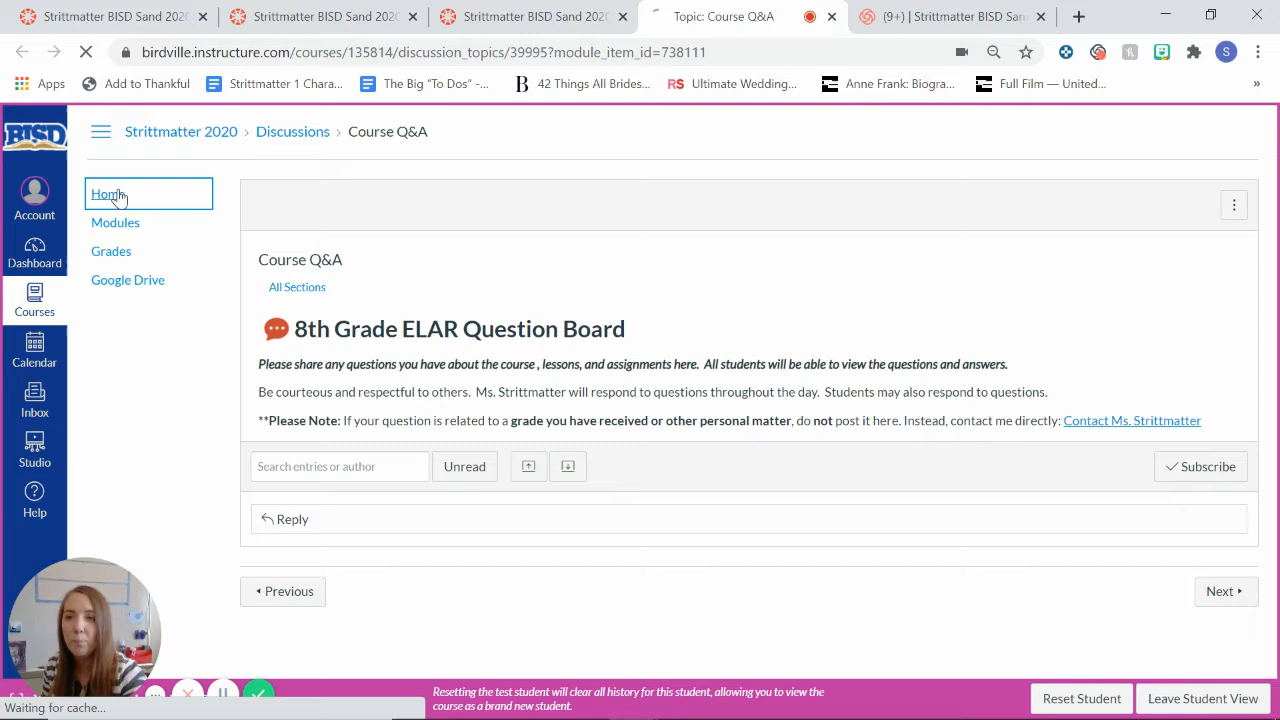 Strittmatter BISD Sand 202
Strittmatter BISD Sand 202
Strittmatter BISD Sand 202
Topic: Course Q&A
(9+) | Strittmatter BISD San
birdville.instructure.com/courses/135814/discussion_topics/39995?module_item_id=738111
S
Apps
Add to Thankful
Strittmatter 1 Chara...
The Big "To Dos" -...
B 42 Things All Brides...
RS Ultimate Wedding...
Anne Frank: Biogra...
Full Film — United...
»
BISD
Strittmatter 2020 › Discussions › Course Q&A
Account
Dashboard
Courses
Calendar
Inbox
Studio
Help
Home
Modules
Grades
Google Drive
Course Q&A
All Sections
8th Grade ELAR Question Board
Please share any questions you have about the course , lessons, and assignments here.  All students will be able to view the questions and answers.
Be courteous and respectful to others.  Ms. Strittmatter will respond to questions throughout the day.  Students may also respond to questions.
**Please Note: If your question is related to a grade you have received or other personal matter, do not post it here. Instead, contact me directly: Contact Ms. Strittmatter
Search entries or author
Unread
Subscribe
Reply
Previous
Next
Waiting for cache...
Resetting the test student will clear all history for this student, allowing you to view the
course as a brand new student.
Reset Student
Leave Student View